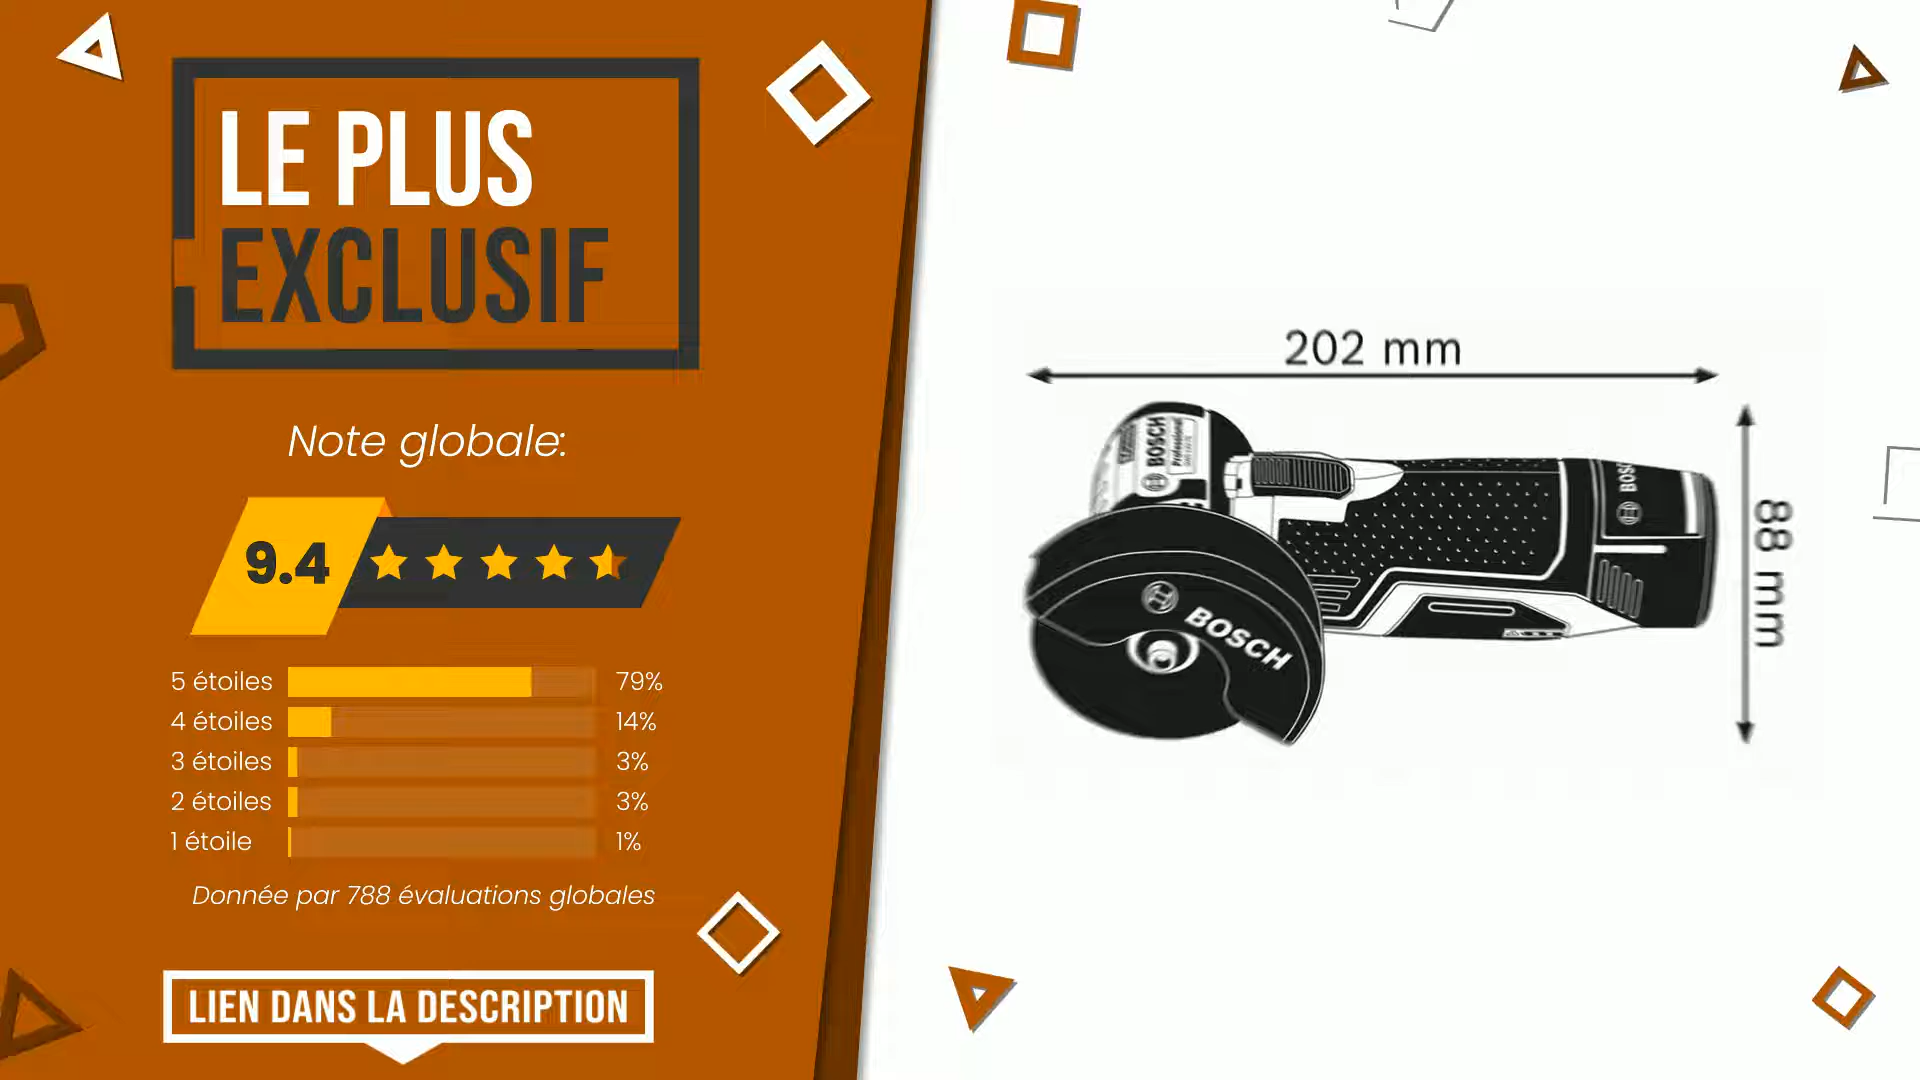 LE PLUS
EXCLUSIF
Note globale:
9.4
5 étoiles 79%
4 étoiles 14%
3 étoiles 3%
2 étoiles 3%
1 étoile 1%
Donnée par 788 évaluations globales
LIEN DANS LA DESCRIPTION
202 mm
88 mm
BOSCH
Professional
BOSCH
BOSCH